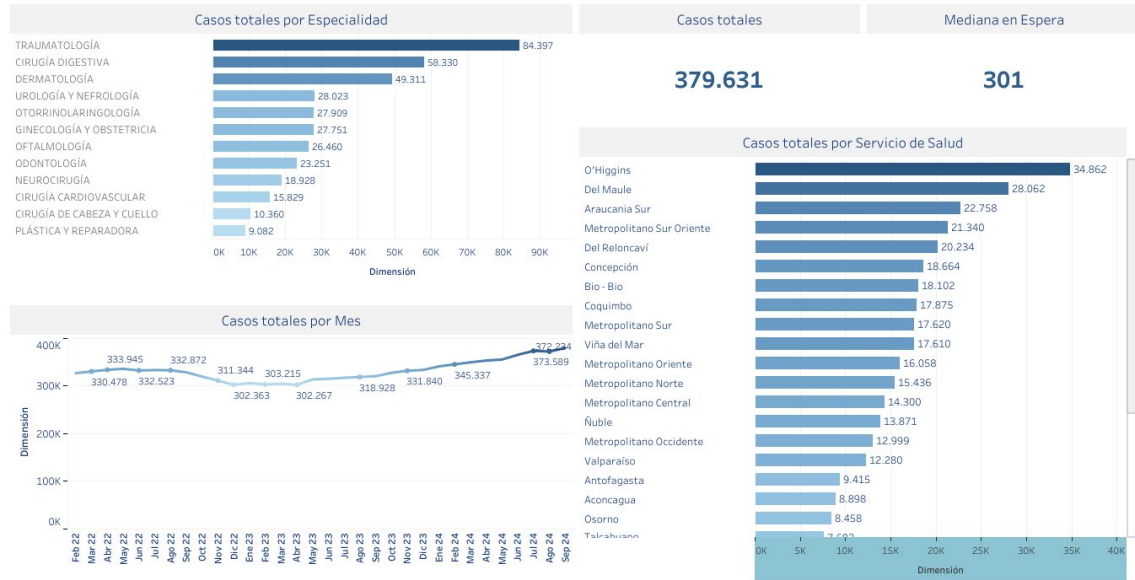 Casos totales por Especialidad
TRAUMATOLOGÍA 84.397
CIRUGÍA DIGESTIVA 58.330
DERMATOLOGÍA 49.311
UROLOGÍA Y NEFROLOGÍA 28.023
OTORRINOLARINGOLOGÍA 27.909
GINECOLOGÍA Y OBSTETRICIA 27.751
OFTALMOLOGÍA 26.460
ODONTOLOGÍA 23.251
NEUROCIRUGÍA 18.928
CIRUGÍA CARDIOVASCULAR 15.829
CIRUGÍA DE CABEZA Y CUELLO 10.360
PLÁSTICA Y REPARADORA 9.082
0K 10K 20K 30K 40K 50K 60K 70K 80K 90K
Dimensión
Casos totales
379.631
Mediana en Espera
301
Casos totales por Servicio de Salud
O'Higgins 34.862
Del Maule 28.062
Araucania Sur 22.758
Metropolitano Sur Oriente 21.340
Del Reloncaví 20.234
Concepción 18.664
Bio - Bio 18.102
Coquimbo 17.875
Metropolitano Sur 17.620
Viña del Mar 17.610
Metropolitano Oriente 16.058
Metropolitano Norte 15.436
Metropolitano Central 14.300
Ñuble 13.871
Metropolitano Occidente 12.999
Valparaíso 12.280
Antofagasta 9.415
Aconcagua 8.898
Osorno 8.458
Talcahuano
0K 5K 10K 15K 20K 25K 30K 35K 40K
Dimensión
Casos totales por Mes
400K
300K
200K
100K
0K
Dimensión
333.945 332.872 311.344 303.215 372.234
330.478 332.523 302.363 302.267 318.928 331.840 345.337 373.589
Feb 22 Mar 22 Abr 22 May 22 Jun 22 Jul 22 Ago 22 Sep 22 Oct 22 Nov 22 Dic 22 Ene 23 Feb 23 Mar 23 Abr 23 May 23 Jun 23 Jul 23 Ago 23 Sep 23 Oct 23 Nov 23 Dic 23 Ene 24 Feb 24 Mar 24 Abr 24 May 24 Jun 24 Jul 24 Ago 24 Sep 24